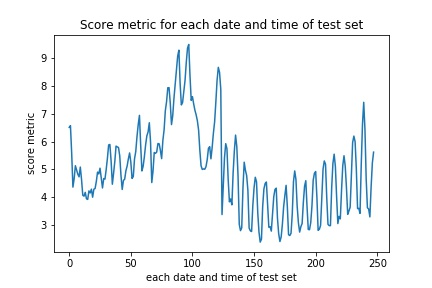 Score metric for each date and time of test set
9
8
7
6
5
4
3
score metric
0 50 100 150 200 250
each date and time of test set